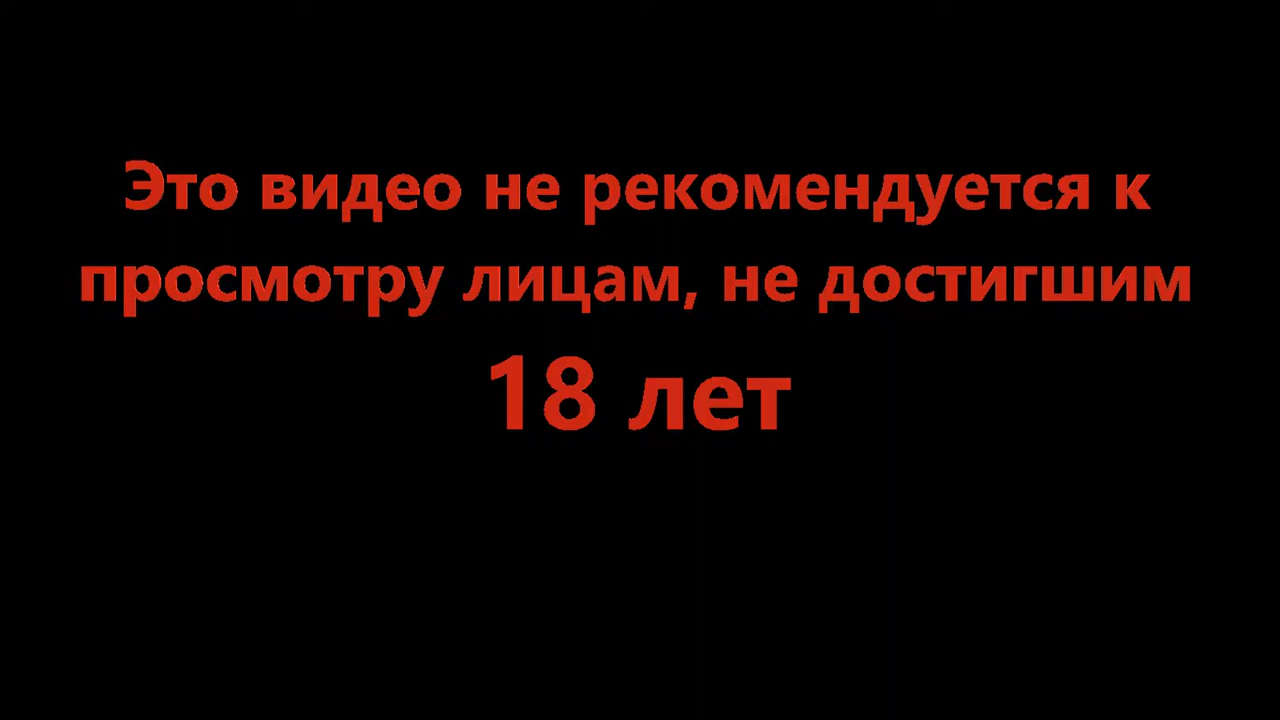 Это видео не рекомендуется к
просмотру лицам, не достигшим
18 лет